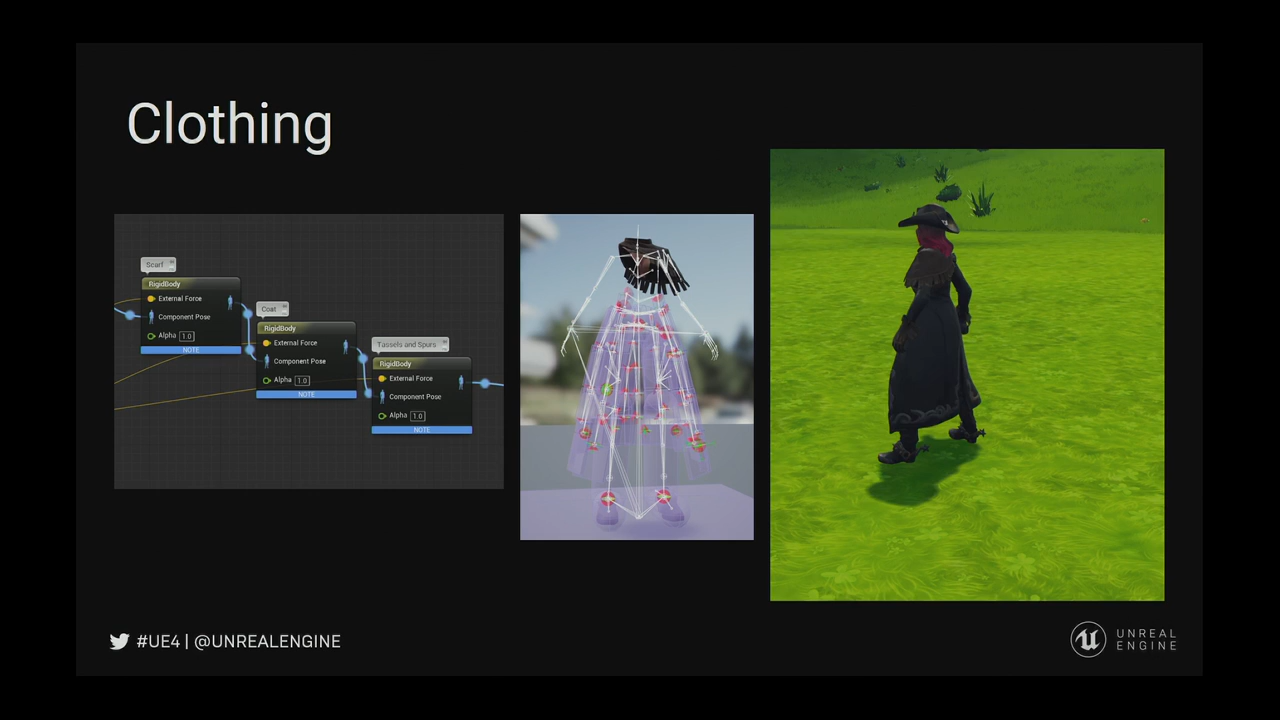 Clothing
Scarf
RigidBody
External Force
Component Pose
Alpha 1.0
NOTE
Coat
RigidBody
External Force
Component Pose
Alpha 1.0
NOTE
Tassels and Spurs
RigidBody
External Force
Component Pose
Alpha 1.0
NOTE
#UE4 | @UNREALENGINE
UNREAL
ENGINE